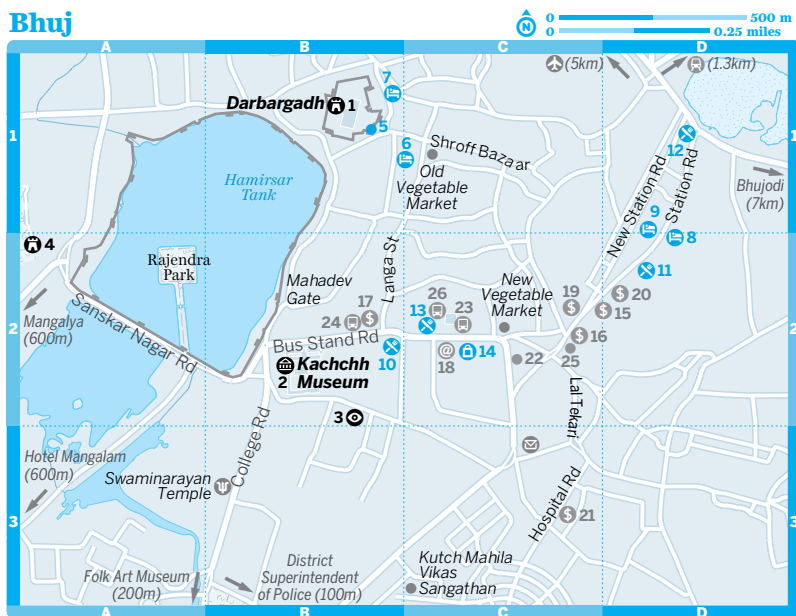 Bhuj
N
0 500 m
0 0.25 miles
A B C D
(5km)
(1.3km)
7
Darbargadh 1
5
1 1
6
Shroff Bazaar
12
Old
Vegetable
Market
Hamirsar
Tank
New Station Rd
Station Rd
Bhujodi
(7km)
9
8
4
Rajendra
Park
Langa St
11
Mahadev
Gate
New
Vegetable
Market
17
26
23
19
20
15
24
13
2 2
Mangalya
(600m)
Sanskar Nagar Rd
Bus Stand Rd
10
16
@
18
14
22
25
Kachchh
2 Museum
Lal Tekari
3
College Rd
Hotel Mangalam
(600m)
Swaminarayan
Temple
Hospital Rd
21
3 3
Folk Art Museum
(200m)
District
Superintendent
of Police (100m)
Kutch Mahila
Vikas
Sangathan
A B C D